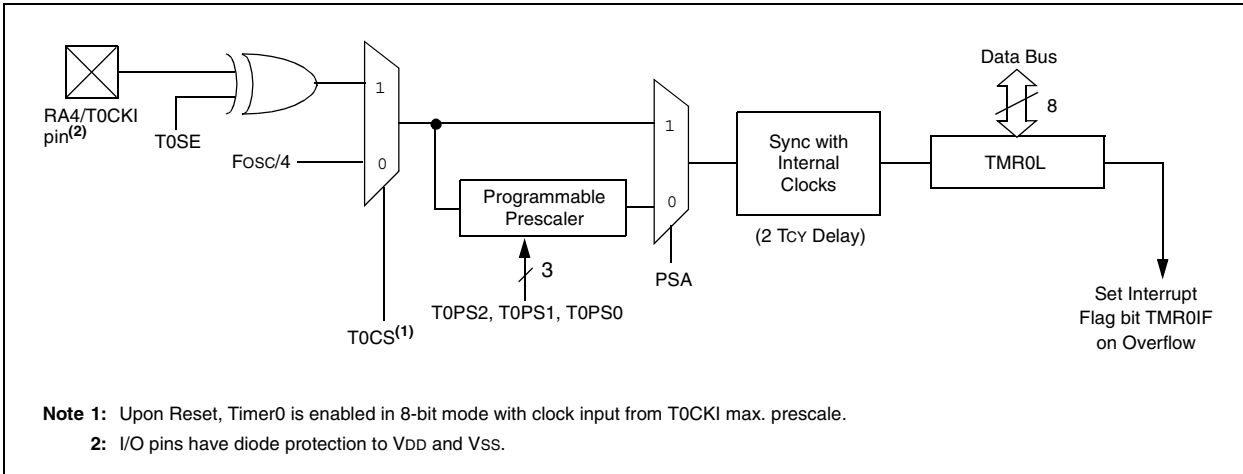 RA4/T0CKI
pin(2)
T0SE
FOSC/4
1
0
T0CS(1)
Programmable
Prescaler
3
T0PS2, T0PS1, T0PS0
1
0
PSA
Sync with
Internal
Clocks
(2 TCY Delay)
Data Bus
8
TMR0L
Set Interrupt
Flag bit TMR0IF
on Overflow
Note 1: Upon Reset, Timer0 is enabled in 8-bit mode with clock input from T0CKI max. prescale.
2: I/O pins have diode protection to VDD and VSS.